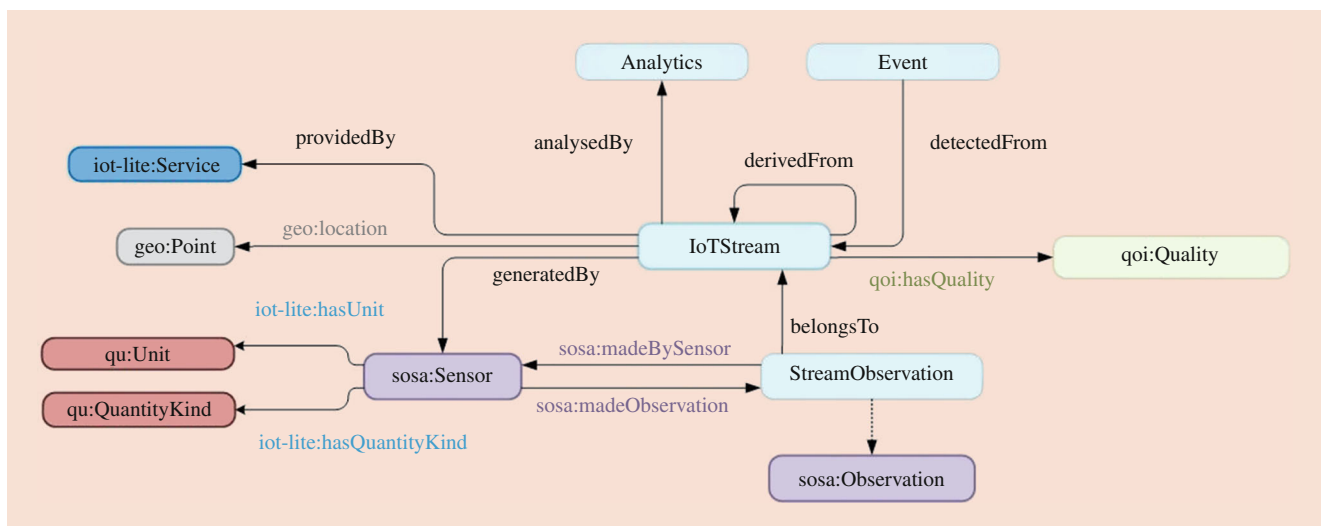 Analytics
Event
providedBy
analysedBy
detectedFrom
derivedFrom
iot-lite:Service
geo:location
geo:Point
IoTStream
qoi:Quality
generatedBy
qoi:hasQuality
iot-lite:hasUnit
belongsTo
qu:Unit
sosa:madeBySensor
sosa:Sensor
StreamObservation
qu:QuantityKind
sosa:madeObservation
iot-lite:hasQuantityKind
sosa:Observation